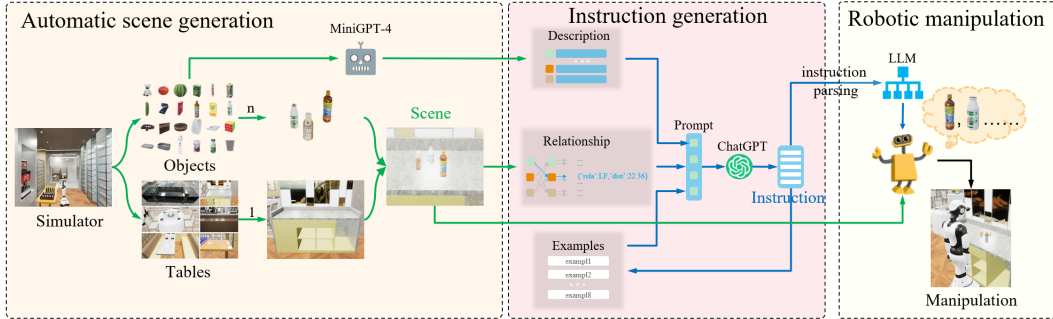 Automatic scene generation
MiniGPT-4
n
Objects
Simulator
1
Tables
Scene
Instruction generation
Description
Relationship
{'rela':LF,'dist':22.36}
Examples
exampl1
exampl2
exampl8
Prompt
ChatGPT
Instruction
Robotic manipulation
instruction
parsing
LLM
, ......
Manipulation